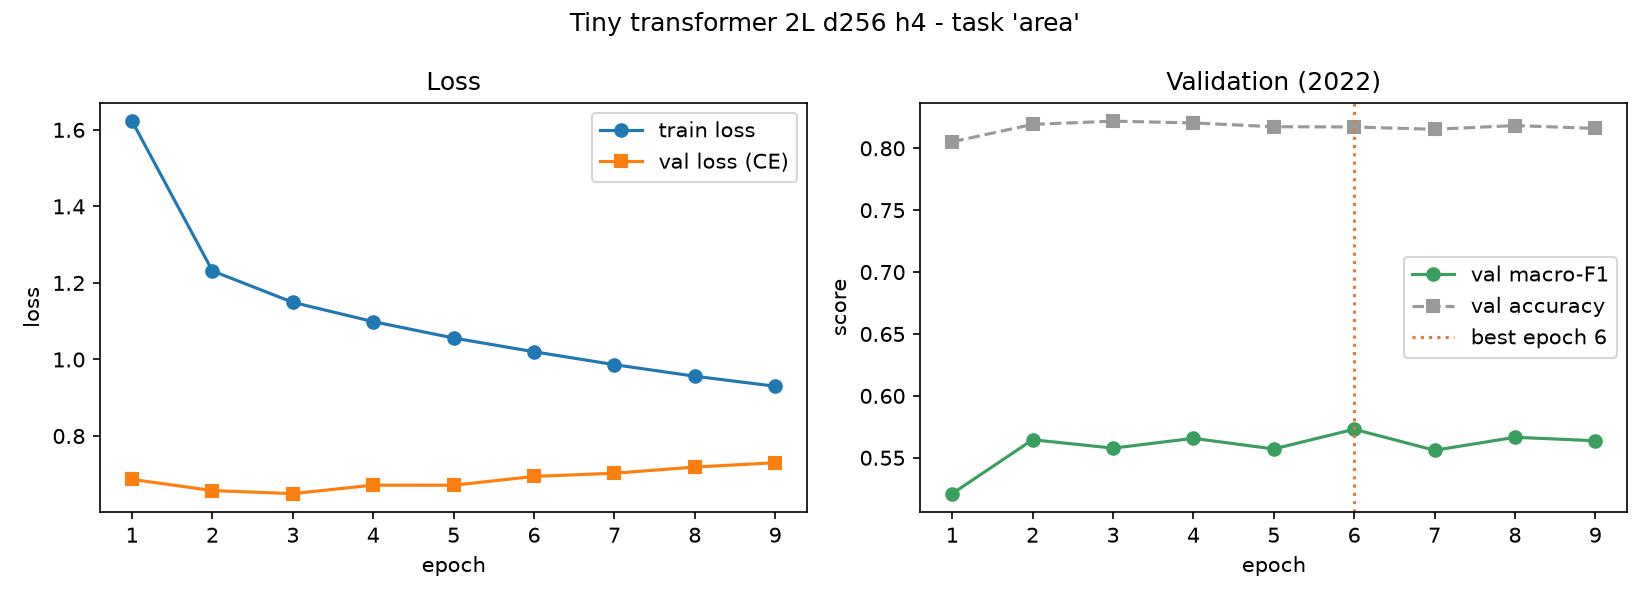 Tiny transformer 2L d256 h4 - task 'area'
Loss
train loss
val loss (CE)
1.6
1.4
1.2
1.0
0.8
loss
1 2 3 4 5 6 7 8 9
epoch
Validation (2022)
0.80
0.75
0.70
0.65
0.60
0.55
score
val macro-F1
val accuracy
best epoch 6
1 2 3 4 5 6 7 8 9
epoch